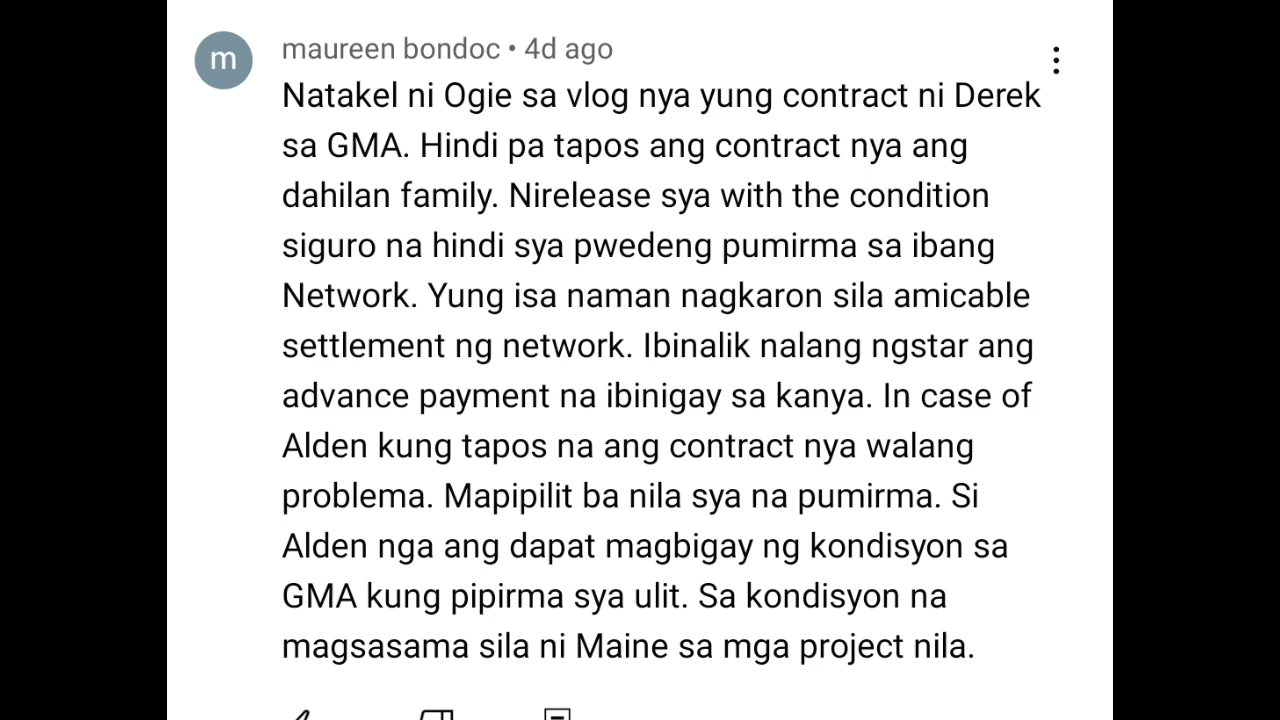 m
maureen bondoc • 4d ago
Natakel ni Ogie sa vlog nya yung contract ni Derek
sa GMA. Hindi pa tapos ang contract nya ang
dahilan family. Nirelease sya with the condition
siguro na hindi sya pwedeng pumirma sa ibang
Network. Yung isa naman nagkaron sila amicable
settlement ng network. Ibinalik nalang ngstar ang
advance payment na ibinigay sa kanya. In case of
Alden kung tapos na ang contract nya walang
problema. Mapipilit ba nila sya na pumirma. Si
Alden nga ang dapat magbigay ng kondisyon sa
GMA kung pipirma sya ulit. Sa kondisyon na
magsasama sila ni Maine sa mga project nila.